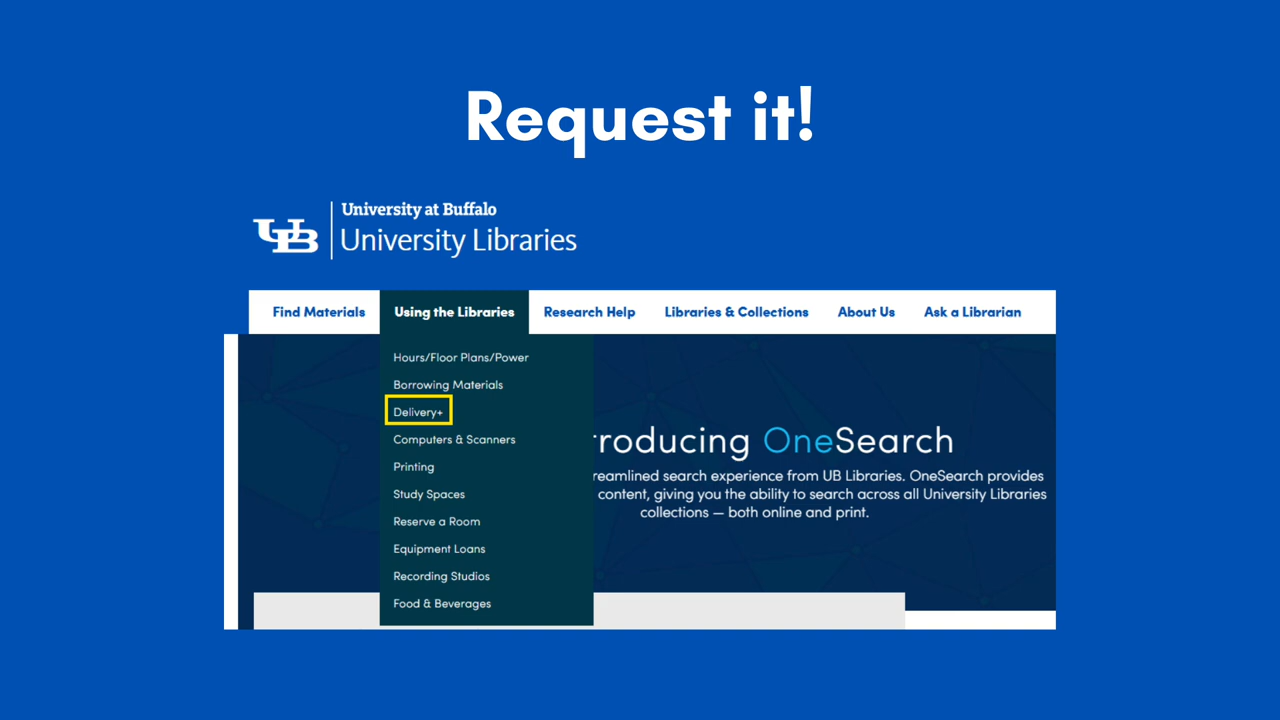 Request it!
UB
University at Buffalo
University Libraries
Find Materials
Using the Libraries
Research Help
Libraries & Collections
About Us
Ask a Librarian
Hours/Floor Plans/Power
Borrowing Materials
Delivery+
Computers & Scanners
Printing
Study Spaces
Reserve a Room
Equipment Loans
Recording Studios
Food & Beverages
troducing OneSearch
reamlined search experience from UB Libraries. OneSearch provides
content, giving you the ability to search across all University Libraries
collections — both online and print.